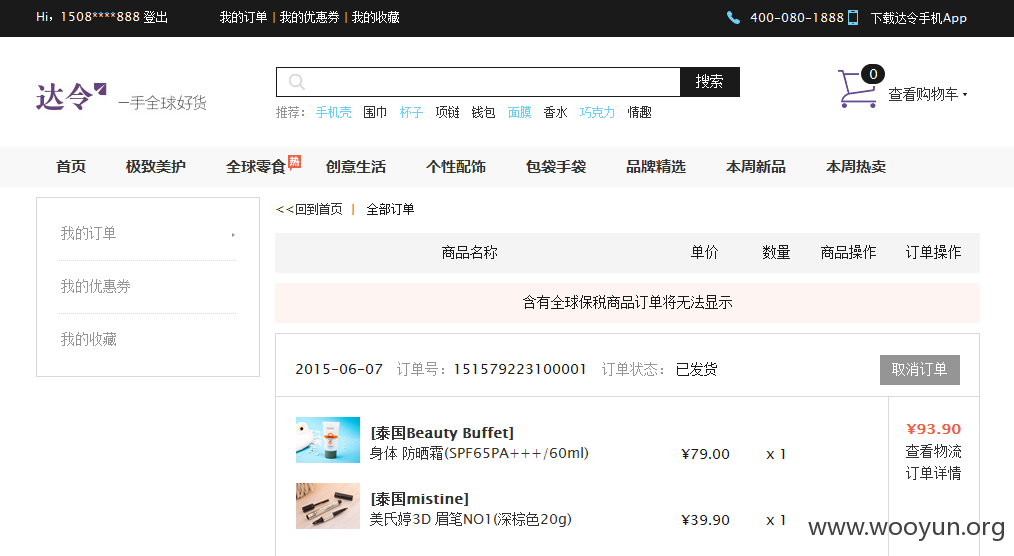 Hi，1508****888 登出 我的订单 | 我的优惠券 | 我的收藏 400-080-1888 下载达令手机App
达令 一手全球好货 搜索 0 查看购物车
推荐： 手机壳 围巾 杯子 项链 钱包 面膜 香水 巧克力 情趣
首页 极致美护 全球零食 热 创意生活 个性配饰 包袋手袋 品牌精选 本周新品 本周热卖
我的订单
我的优惠券
我的收藏
<<回到首页 | 全部订单
商品名称 单价 数量 商品操作 订单操作
含有全球保税商品订单将无法显示
2015-06-07 订单号：151579223100001 订单状态： 已发货 取消订单
[泰国Beauty Buffet]
身体 防晒霜(SPF65PA+++/60ml) ¥79.00 x 1
¥93.90
查看物流
订单详情
[泰国mistine]
美氏婷3D 眉笔NO1(深棕色20g) ¥39.90 x 1
www.wooyun.org